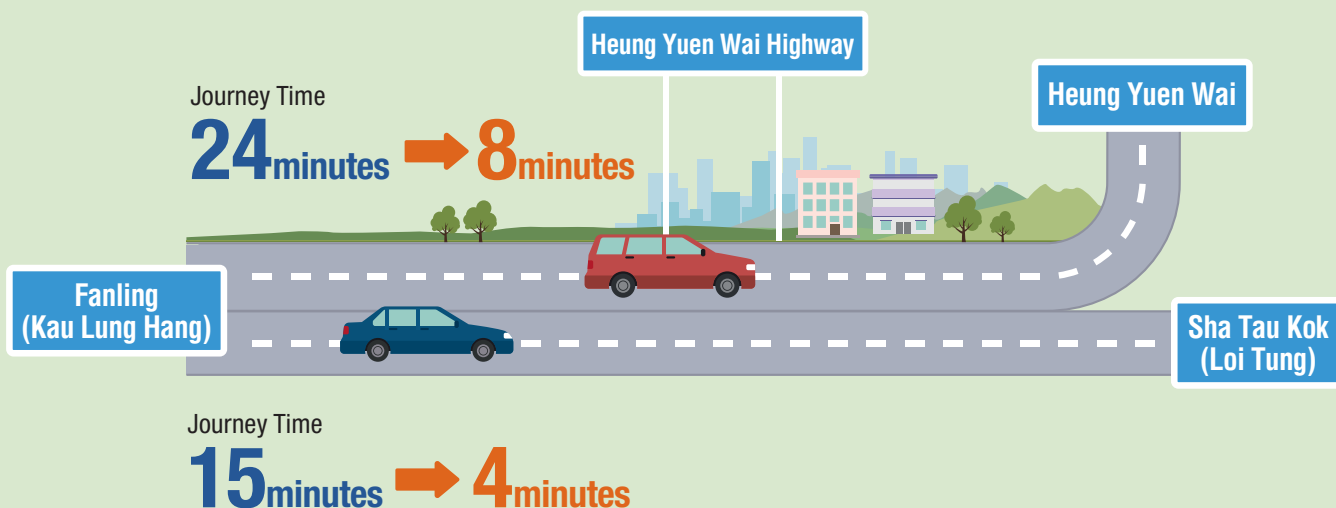 Heung Yuen Wai Highway
Heung Yuen Wai
Journey Time
24minutes 8minutes
Fanling
(Kau Lung Hang)
Sha Tau Kok
(Loi Tung)
Journey Time
15minutes 4minutes